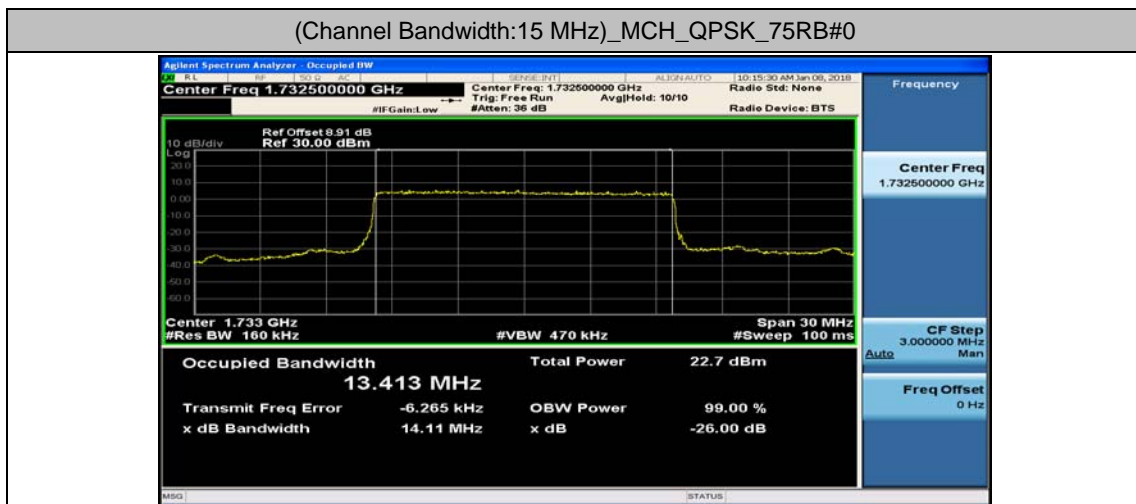 (Channel Bandwidth:15 MHz)_MCH_QPSK_75RB#0
Agilent Spectrum Analyzer - Occupied BW
RL RF 50 Ω AC SENSE:INT ALIGN AUTO 10:15:30 AM Jan 08, 2018
Center Freq 1.732500000 GHz
Center Freq: 1.732500000 GHz
Radio Std: None
Trig: Free Run Avg|Hold: 10/10
#IFGain:Low #Atten: 36 dB Radio Device: BTS
Frequency
Ref Offset 8.91 dB
10 dB/div Ref 30.00 dBm
Log
20.0
10.0
0.00
-10.0
-20.0
-30.0
-40.0
-50.0
-60.0
Center 1.733 GHz Span 30 MHz
#Res BW 160 kHz #VBW 470 kHz #Sweep 100 ms
Occupied Bandwidth Total Power 22.7 dBm
13.413 MHz
Transmit Freq Error -6.265 kHz OBW Power 99.00 %
x dB Bandwidth 14.11 MHz x dB -26.00 dB
Center Freq
1.732500000 GHz
CF Step
3.000000 MHz
Auto Man
Freq Offset
0 Hz
MSG STATUS